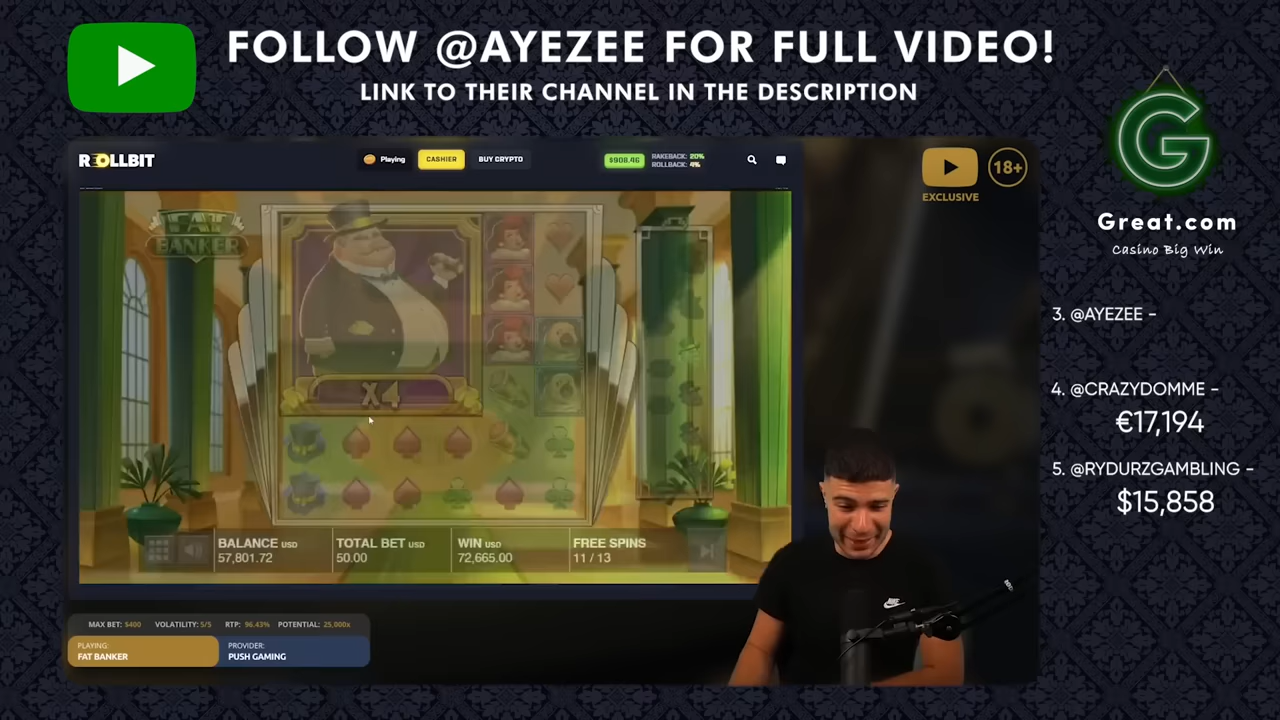 FOLLOW @AYEZEE FOR FULL VIDEO!
LINK TO THEIR CHANNEL IN THE DESCRIPTION
ROLLBIT
Playing
CASHIER
BUY CRYPTO
$908.46
RAKEBACK: 20%
ROLLBACK: 4%
EXCLUSIVE
18+
G
Great.com
Casino Big Win
FAT
BANKER
X4
3. @AYEZEE -
4. @CRAZYDOMME -
€17,194
5. @RYDURZGAMBLING -
$15,858
BALANCE USD
57,801.72
TOTAL BET USD
50.00
WIN USD
72,665.00
FREE SPINS
11 / 13
MAX BET: $400 VOLATILITY: 5/5 RTP: 96.43% POTENTIAL: 25,000x
PLAYING:
FAT BANKER
PROVIDER:
PUSH GAMING